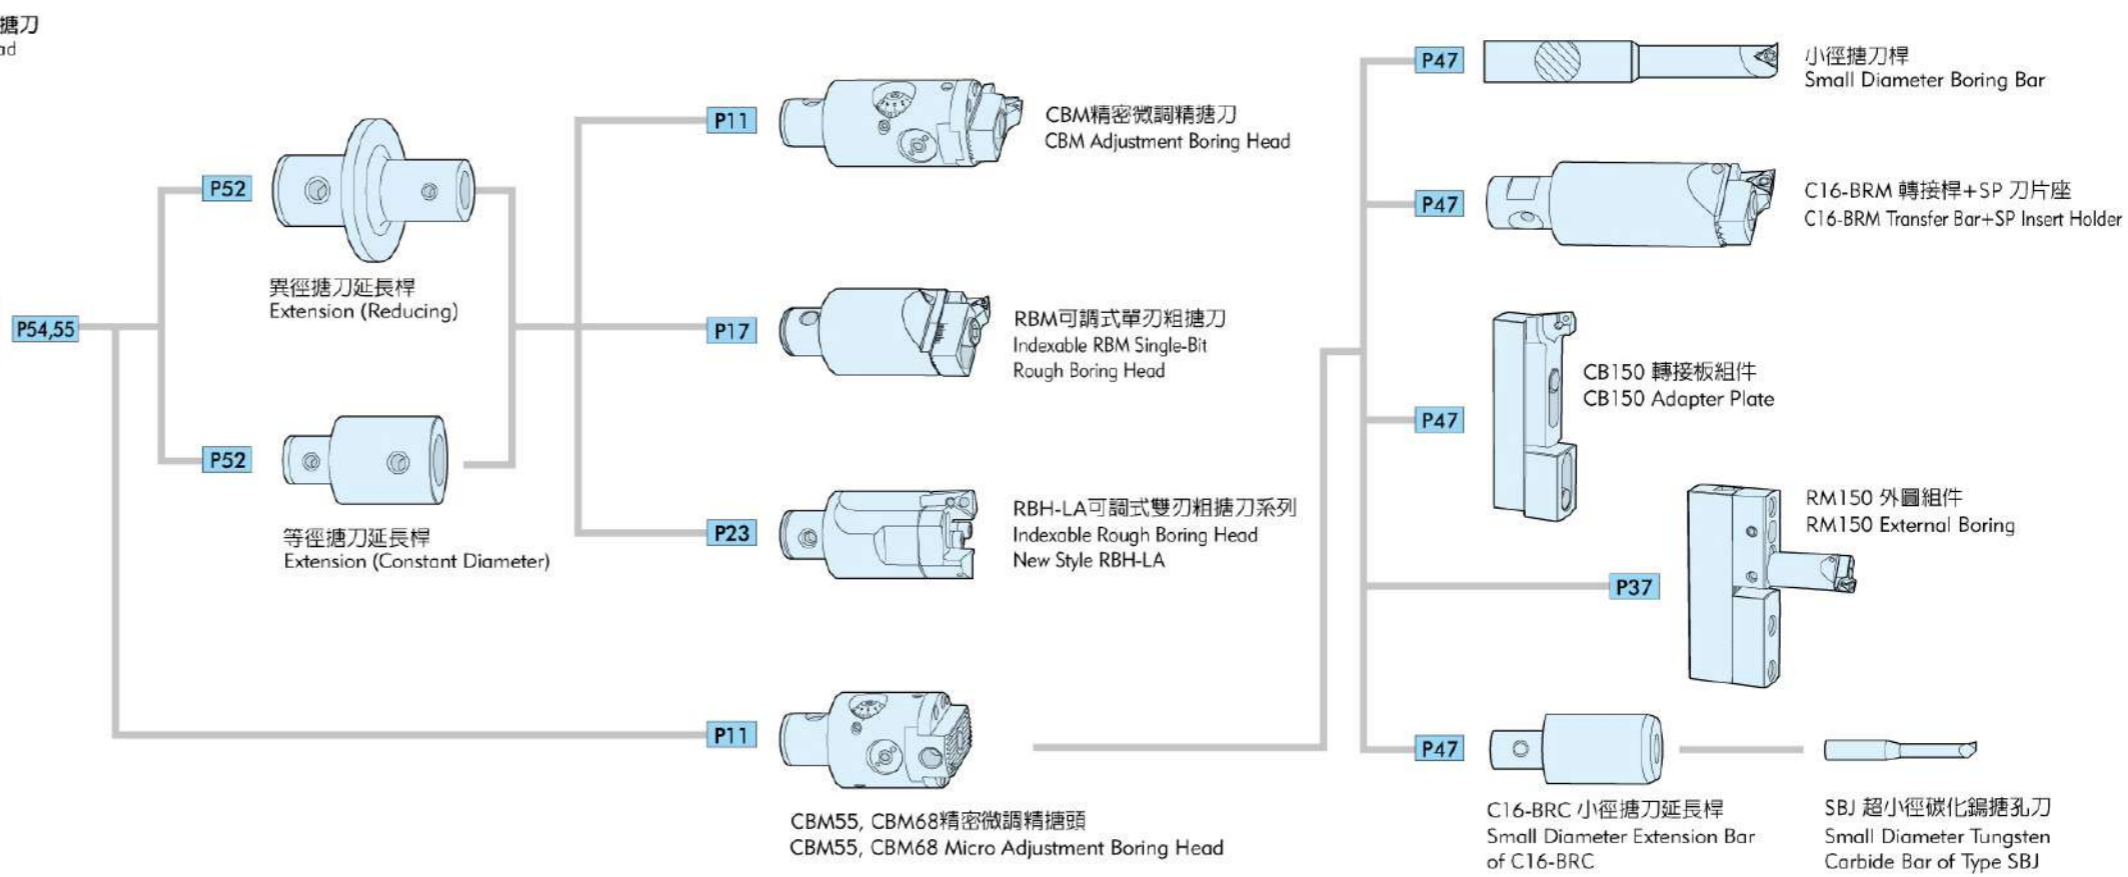 搪刀
ad
P54,55
P52
異徑搪刀延長桿
Extension (Reducing)
P52
等徑搪刀延長桿
Extension (Constant Diameter)
P11
CBM精密微調精搪刀
CBM Adjustment Boring Head
P17
RBM可調式單刃粗搪刀
Indexable RBM Single-Bit
Rough Boring Head
P23
RBH-LA可調式雙刃粗搪刀系列
Indexable Rough Boring Head
New Style RBH-LA
P11
CBM55, CBM68精密微調精搪頭
CBM55, CBM68 Micro Adjustment Boring Head
P47
小徑搪刀桿
Small Diameter Boring Bar
P47
C16-BRM 轉接桿+SP 刀片座
C16-BRM Transfer Bar+SP Insert Holder
P47
CB150 轉接板組件
CB150 Adapter Plate
P37
RM150 外圓組件
RM150 External Boring
P47
C16-BRC 小徑搪刀延長桿
Small Diameter Extension Bar
of C16-BRC
SBJ 超小徑碳化鎢搪孔刀
Small Diameter Tungsten
Carbide Bar of Type SBJ